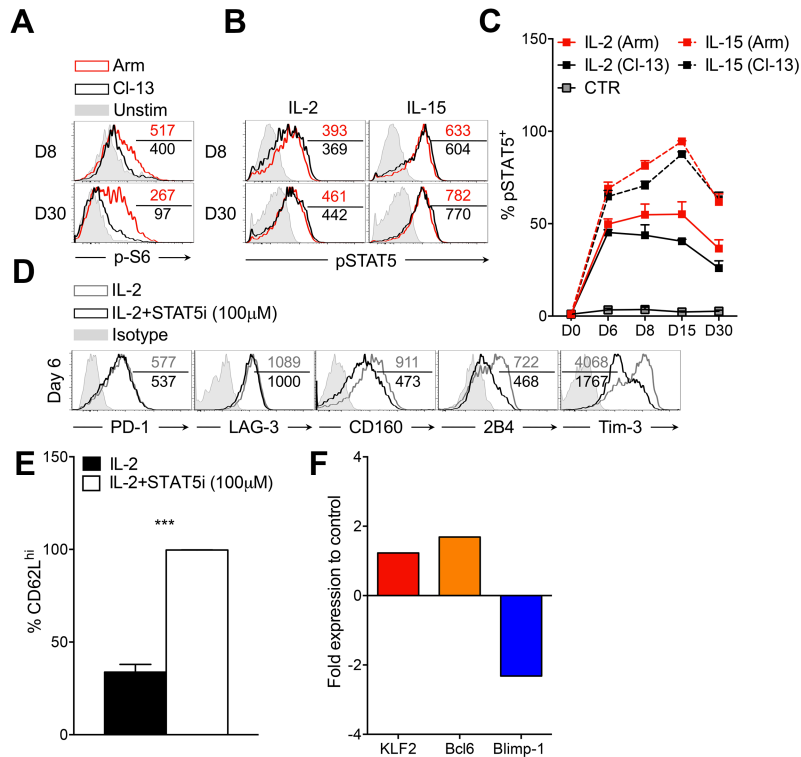 A
Arm
Cl-13
Unstim
D8
517
400
D30
267
97
p-S6
B
IL-2
IL-15
D8
393
369
633
604
D30
461
442
782
770
pSTAT5
C
150
100
50
0
% pSTAT5+
IL-2 (Arm)
IL-15 (Arm)
IL-2 (Cl-13)
IL-15 (Cl-13)
CTR
D0
D6
D8
D15
D30
D
IL-2
IL-2+STAT5i (100µM)
Isotype
Day 6
577
537
1089
1000
911
473
722
468
4068
1767
PD-1
LAG-3
CD160
2B4
Tim-3
E
150
100
50
0
% CD62Lhi
IL-2
IL-2+STAT5i (100µM)
***
F
4
2
0
-2
-4
Fold expression to control
KLF2
Bcl6
Blimp-1